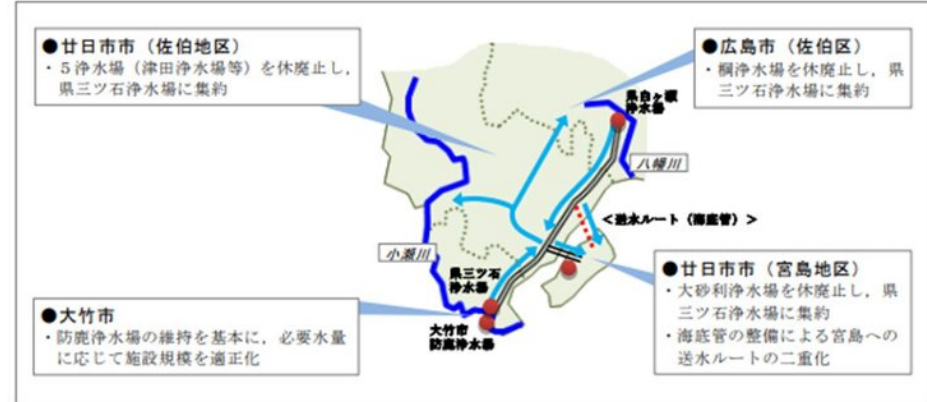 ●廿日市市（佐伯地区）
・５浄水場（津田浄水場等）を休廃止し，
県三ツ石浄水場に集約
●広島市（佐伯区）
・桐浄水場を休廃止し，県
三ツ石浄水場に集約
県白ヶ瀬
浄水場
八幡川
＜送水ルート（海底管）＞
小瀬川
県三ツ石
浄水場
大竹市
防鹿浄水場
●大竹市
・防鹿浄水場の維持を基本に，必要水量
に応じて施設規模を適正化
●廿日市市（宮島地区）
・大砂利浄水場を休廃止し，県
三ツ石浄水場に集約
・海底管の整備による宮島への
送水ルートの二重化